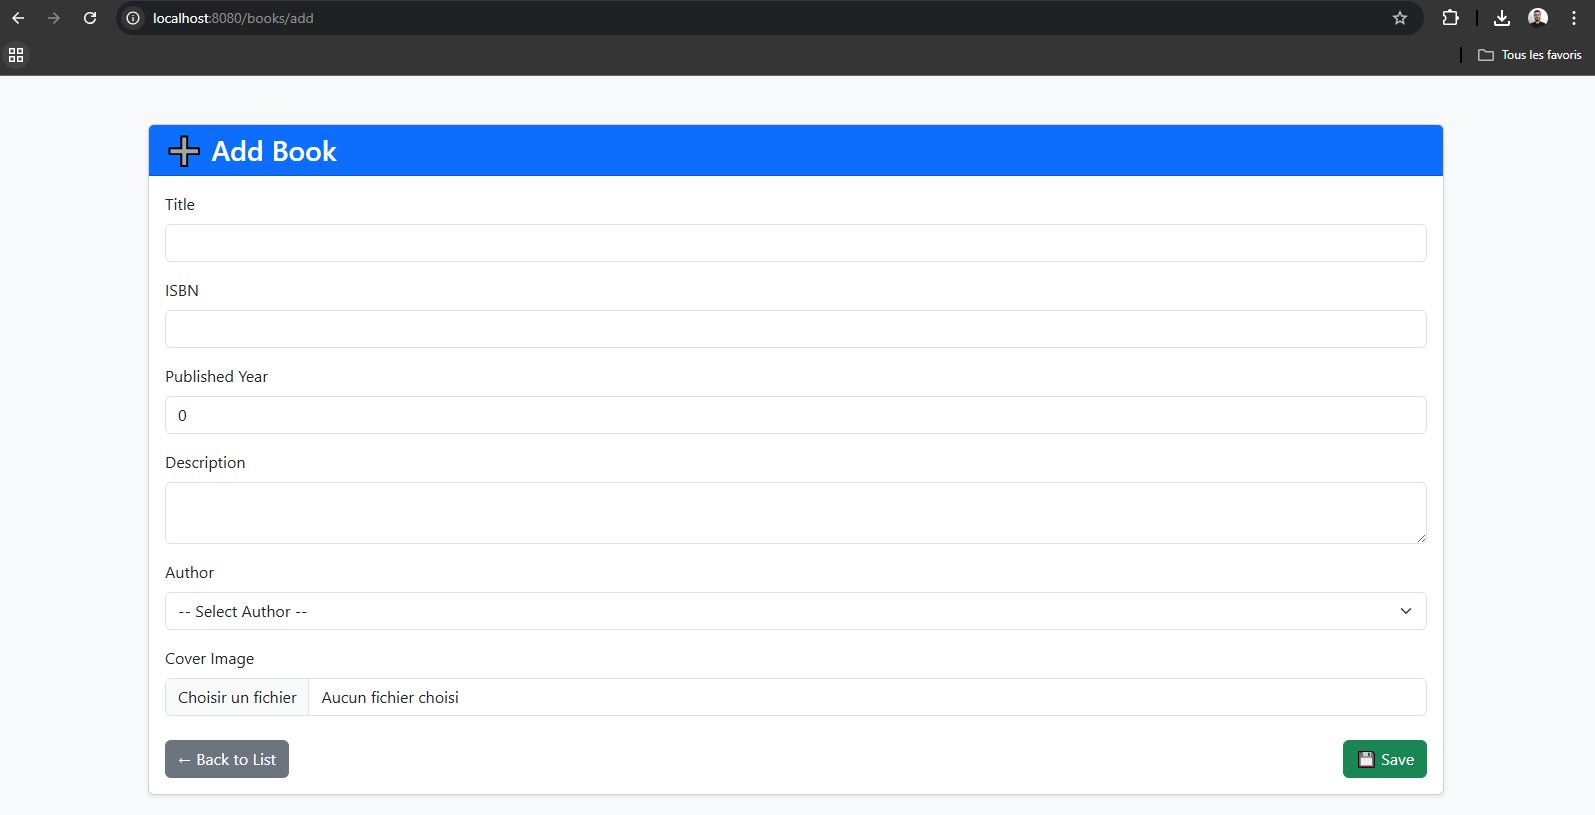 localhost:8080/books/add
Tous les favoris
➕ Add Book
Title
ISBN
Published Year
0
Description
Author
-- Select Author --
Cover Image
Choisir un fichier Aucun fichier choisi
← Back to List 💾 Save